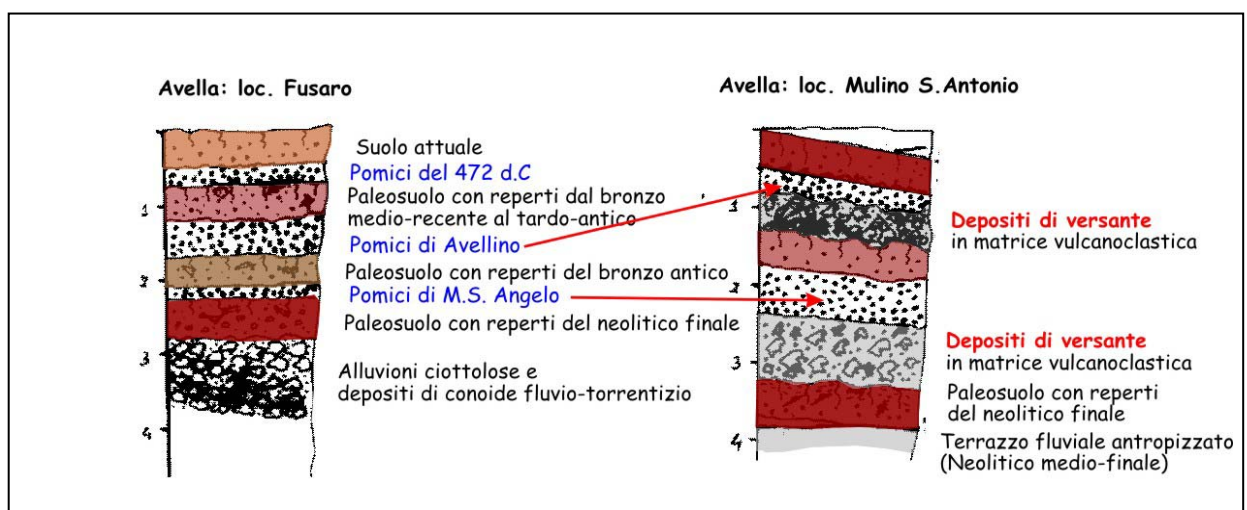 Avella: loc. Fusaro
Suolo attuale
Pomici del 472 d.C
Paleosuolo con reperti dal bronzo
medio-recente al tardo-antico
Pomici di Avellino
Paleosuolo con reperti del bronzo antico
Pomici di M.S. Angelo
Paleosuolo con reperti del neolitico finale
Alluvioni ciottolose e
depositi di conoide fluvio-torrentizio
1
2
3
4
Avella: loc. Mulino S.Antonio
1
2
3
4
Depositi di versante
in matrice vulcanoclastica
Depositi di versante
in matrice vulcanoclastica
Paleosuolo con reperti
del neolitico finale
Terrazzo fluviale antropizzato
(Neolitico medio-finale)